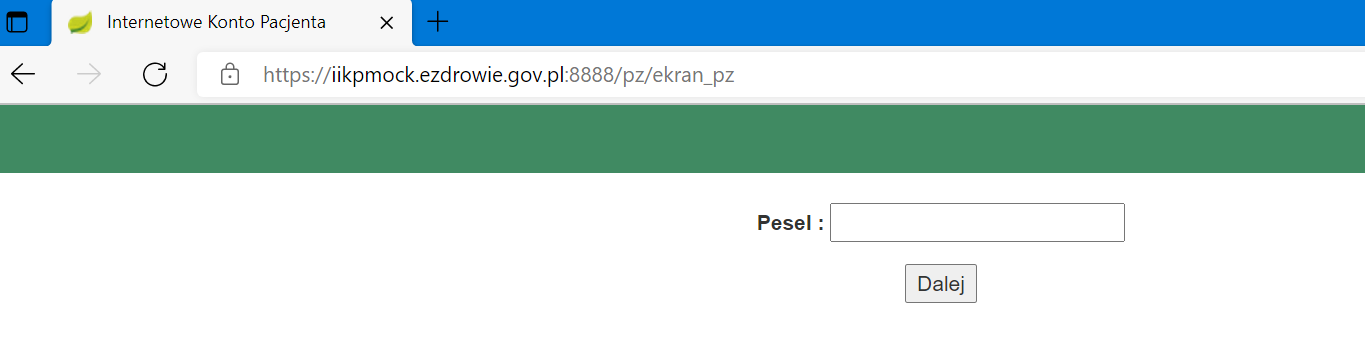 Internetowe Konto Pacjenta
https://iikpmock.ezdrowie.gov.pl:8888/pz/ekran_pz
Pesel :
Dalej